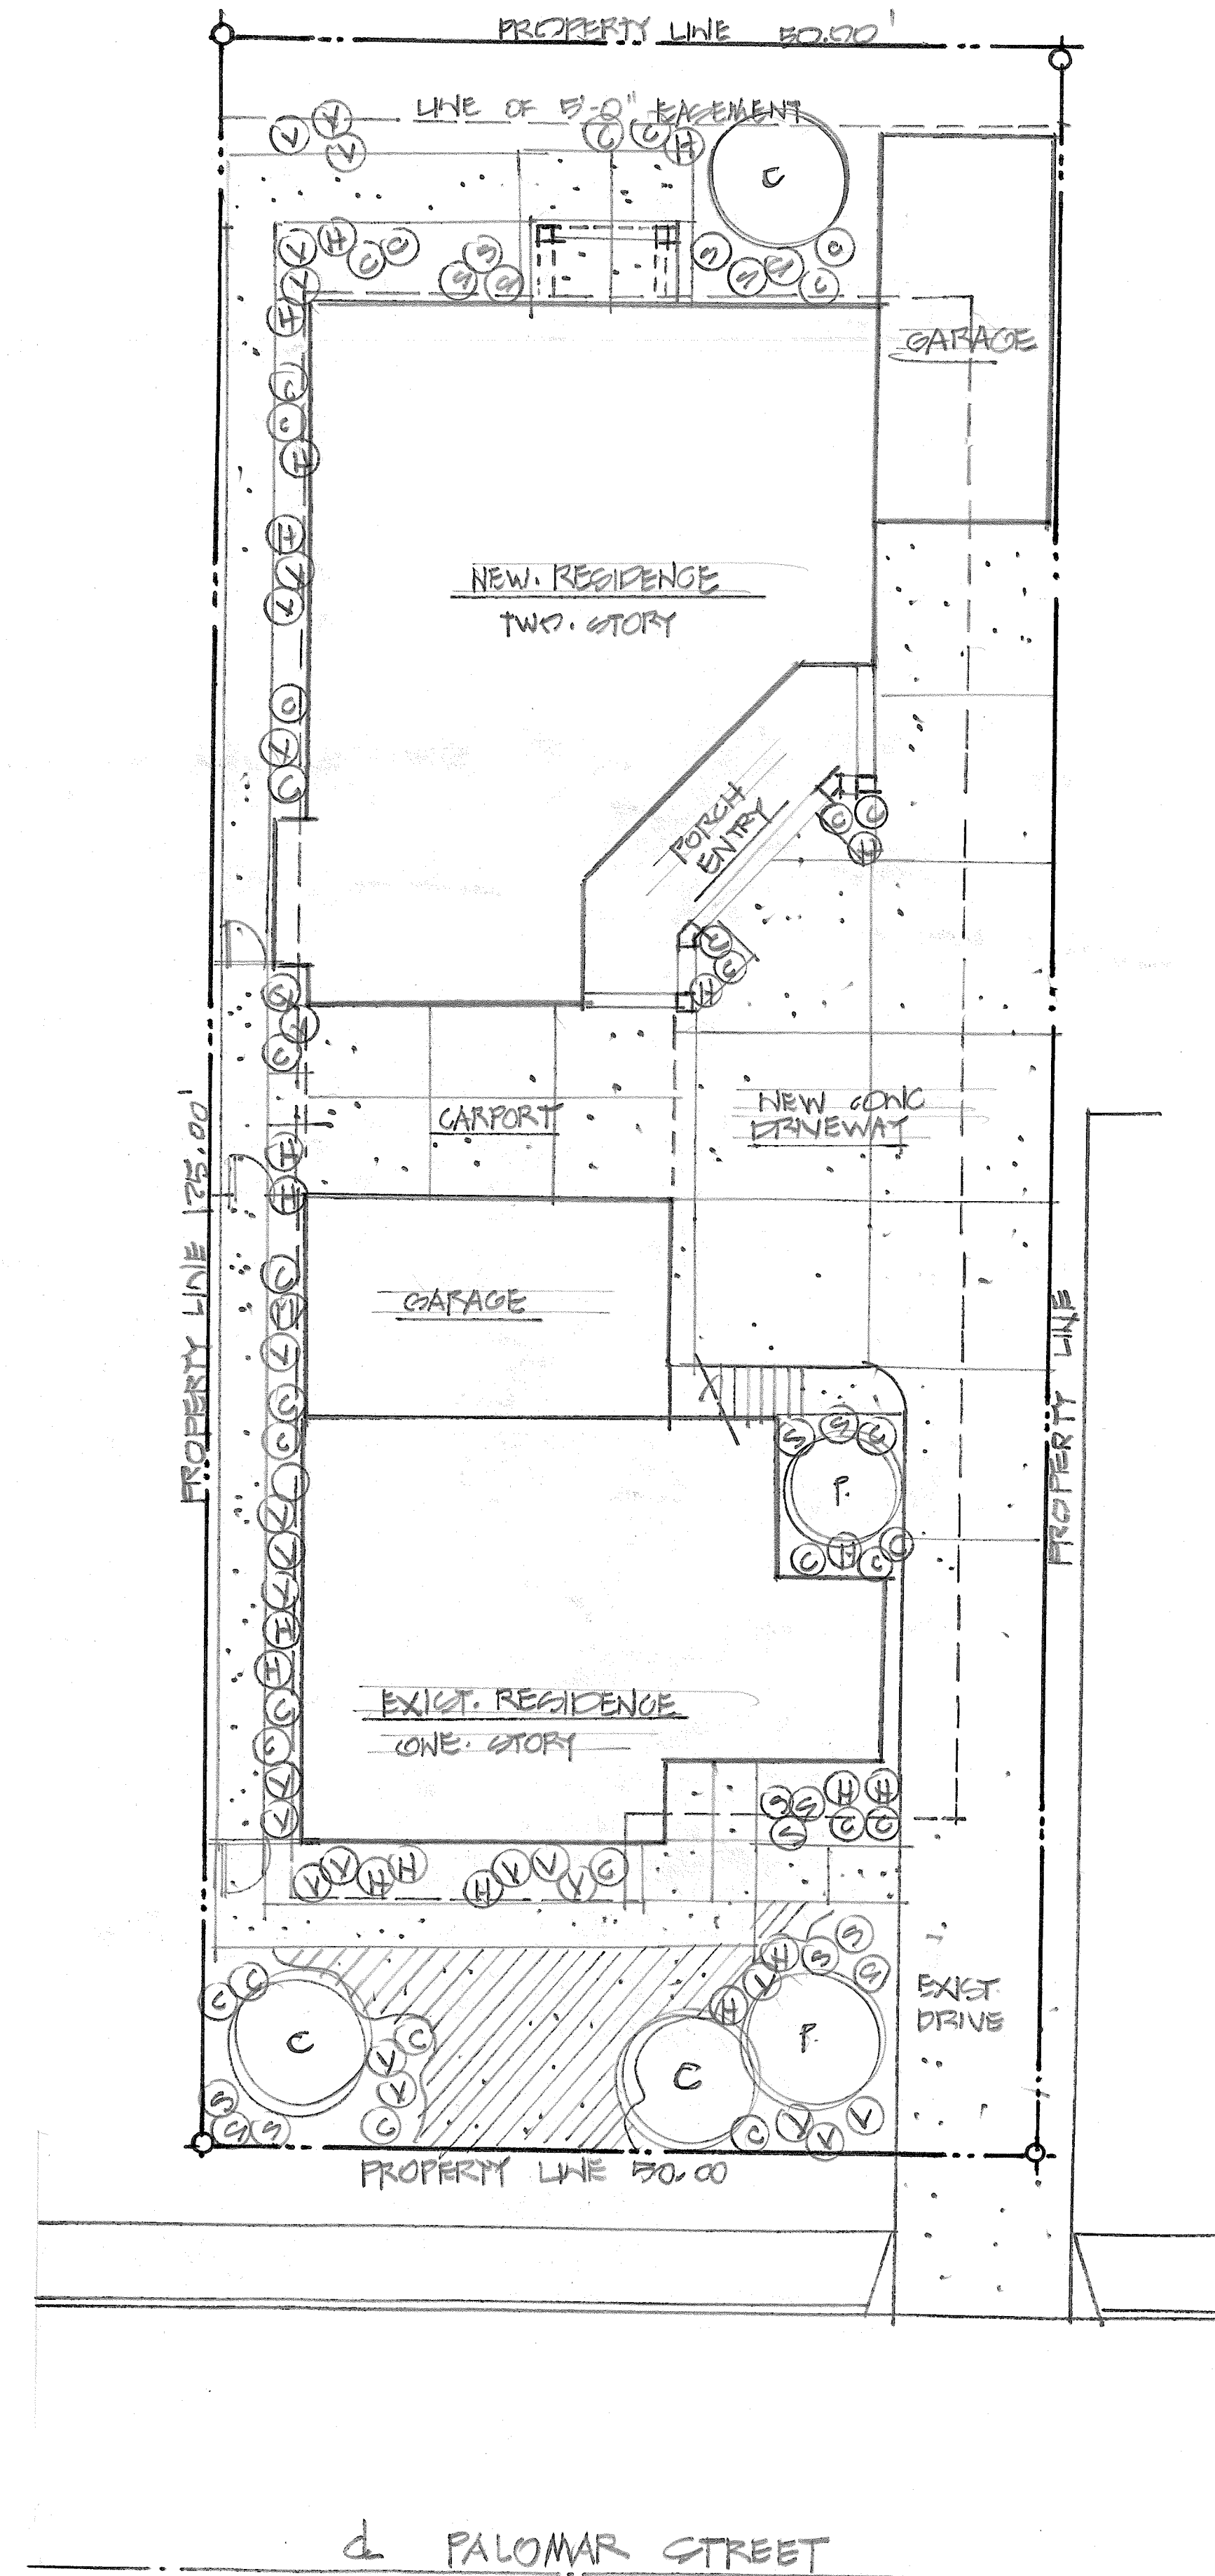 PROPERTY LINE 50.00'
LINE OF 5'-0" EASEMENT
V V
V
C C H
C
V H C C
S
S S
S S S C
C
V
H
GARAGE
C
C
H
H
V
V
NEW. RESIDENCE
TWO. STORY
C
V
C
PORCH
ENTRY
C C
H
C
C
H
C
V
C
CARPORT
NEW CONC
DRIVEWAY
H
H
PROPERTY LINE 175.00'
C
V
GARAGE
PROPERTY LINE
C
C
S S C
P.
C H C C
V
V
V
H
H
C
C
V
V
EXIST. RESIDENCE
ONE. STORY
S S H H
S C C
V V H H
H V V V C
S
H S S
V
H
EXIST.
DRIVE
C C
C
C
V
V
C
S
S S
C
P.
C V V V
PROPERTY LINE 50.00
PALOMAR STREET